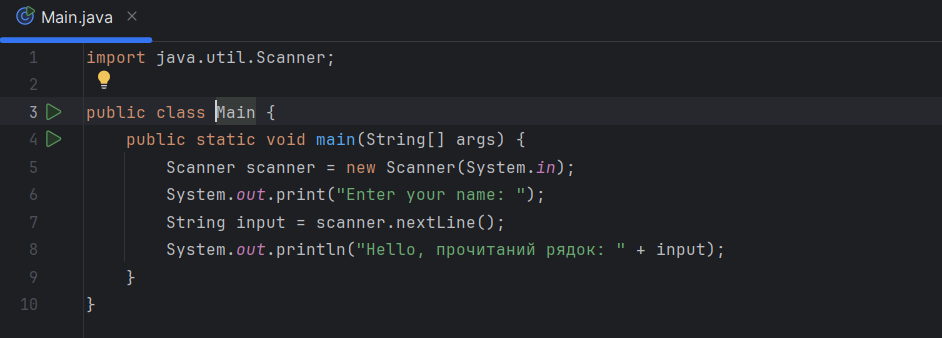 Main.java
1 import java.util.Scanner;
2
3 public class Main {
4 public static void main(String[] args) {
5 Scanner scanner = new Scanner(System.in);
6 System.out.print("Enter your name: ");
7 String input = scanner.nextLine();
8 System.out.println("Hello, прочитаний рядок: " + input);
9 }
10 }